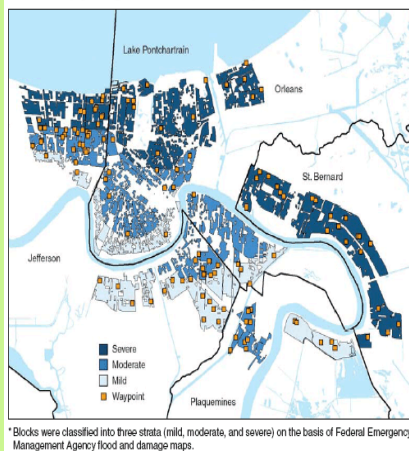 Lake Pontchartrain
Orleans
St. Bernard
Jefferson
Severe
Moderate
Mild
Waypoint
Plaquemines
* Blocks were classified into three strata (mild, moderate, and severe) on the basis of Federal Emergency
Management Agency flood and damage maps.